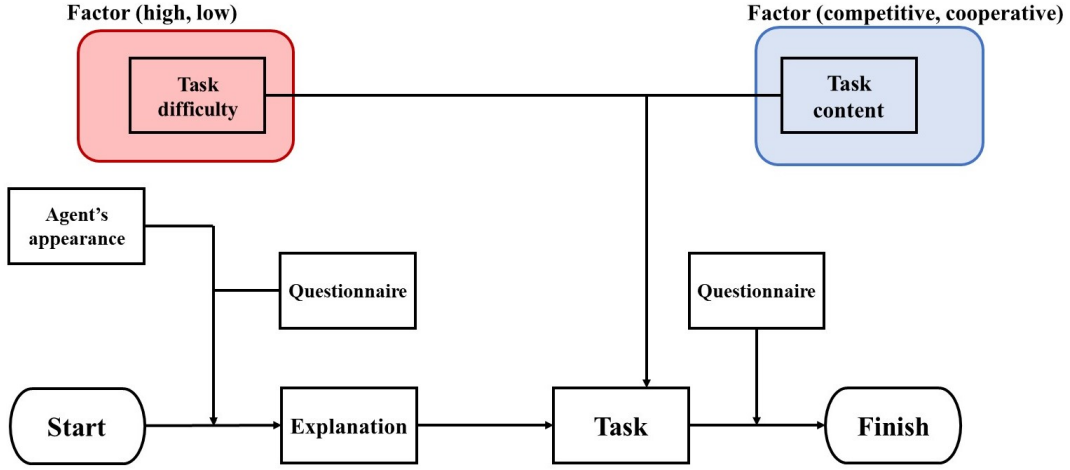 Factor (high, low)
Factor (competitive, cooperative)
Task
difficulty
Task
content
Agent’s
appearance
Questionnaire
Questionnaire
Start
Explanation
Task
Finish